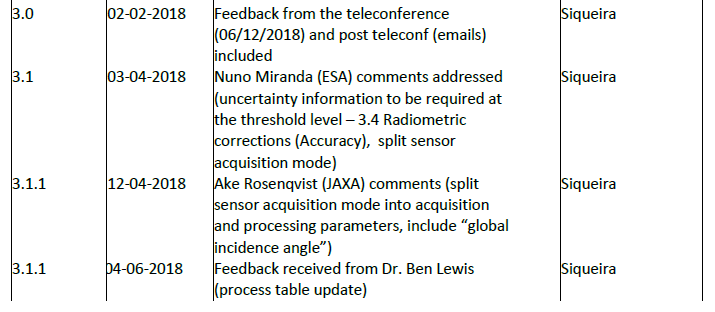 3.0 02-02-2018 Feedback from the teleconference Siqueira
(06/12/2018) and post teleconf (emails)
included
3.1 03-04-2018 Nuno Miranda (ESA) comments addressed Siqueira
(uncertainty information to be required at
the threshold level – 3.4 Radiometric
corrections (Accuracy), split sensor
acquisition mode)
3.1.1 12-04-2018 Ake Rosenqvist (JAXA) comments (split Siqueira
sensor acquisition mode into acquisition
and processing parameters, include “global
incidence angle”)
3.1.1 04-06-2018 Feedback received from Dr. Ben Lewis Siqueira
(process table update)